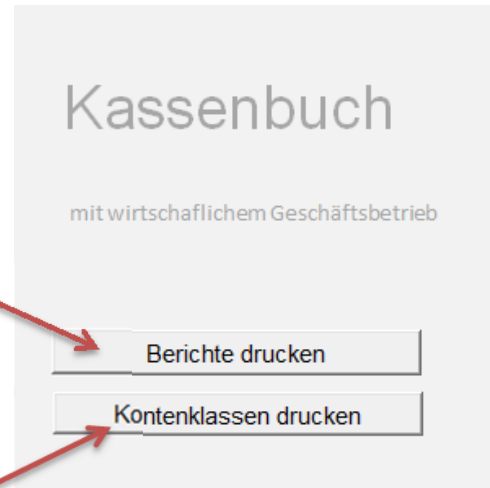 Kassenbuch
mit wirtschaflichem Geschäftsbetrieb
Berichte drucken
Kontenklassen drucken